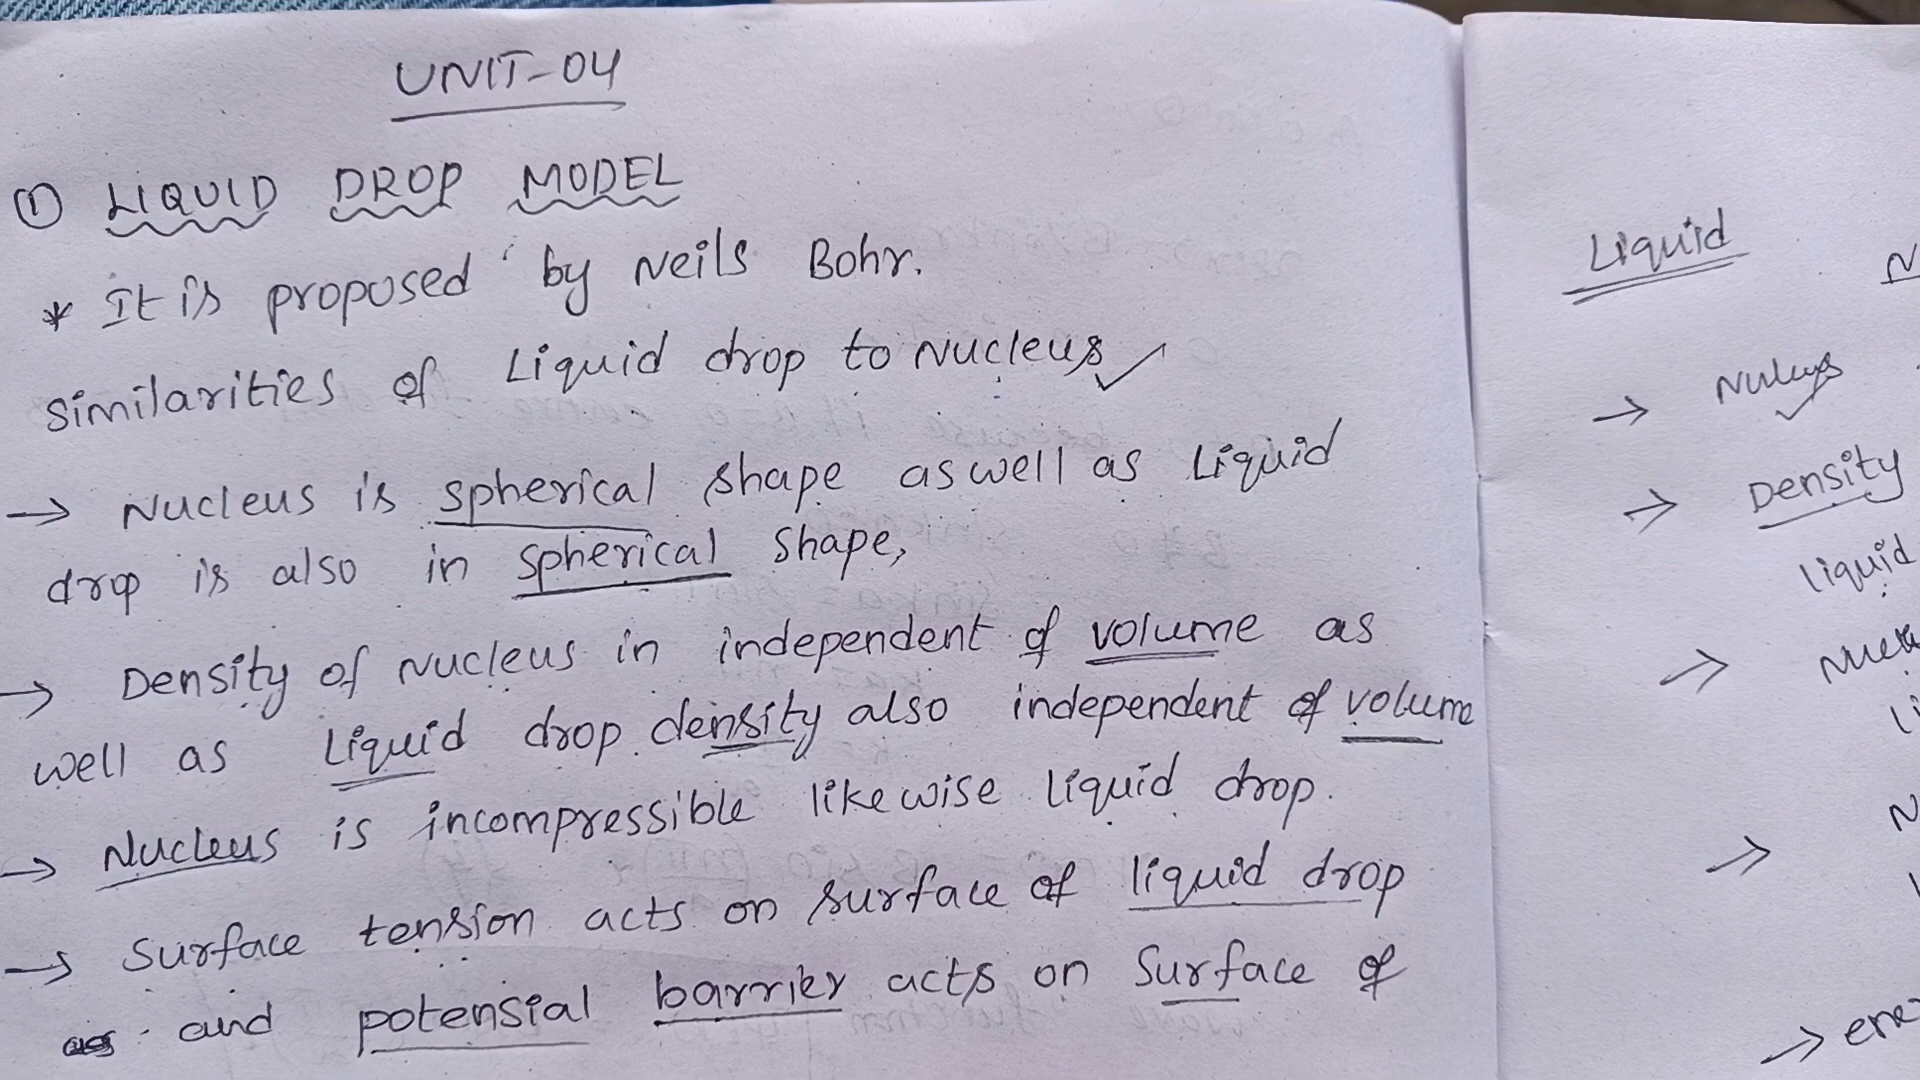 UNIT-04
① LIQUID DROP MODEL
* It is proposed by Neils Bohr.
Similarities of Liquid drop to Nucleus ✓
→ Nucleus is spherical shape as well as Liquid
drop is also in spherical shape,
→ Density of Nucleus in independent of volume as
well as Liquid drop density also independent of volume
→ Nucleus is incompressible likewise liquid drop.
→ Surface tension acts on surface of liquid drop
and potensial barrier acts on Surface of
Liquid
→
→ Density
liquid
→
→
→